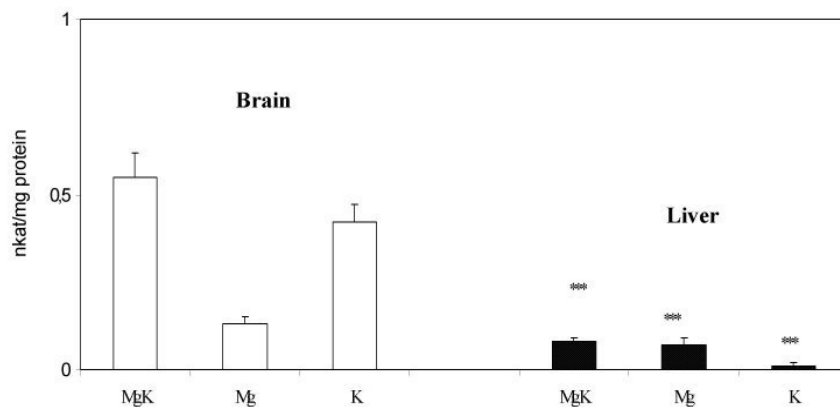 1
Brain
nkat/mg protein
0,5
Liver
***
***
***
0
MgK
Mg
K
MgK
Mg
K